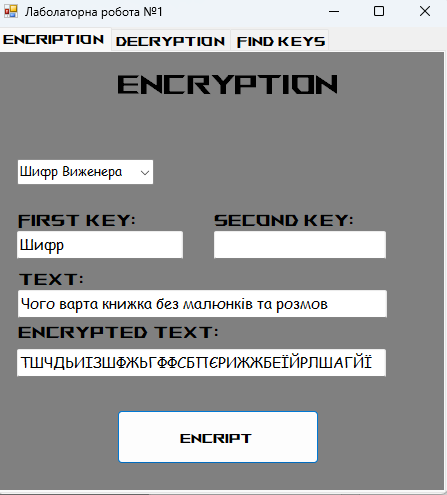 Лаболаторна робота №1
ENCRIPTION DECRYPTION FIND KEYS
ENCRYPTION
Шифр Виженера
FIRST KEY: SECOND KEY:
Шифр
TEXT:
Чого варта книжка без малюнків та розмов
ENCRYPTED TEXT:
ТШЧДЬИІЗШФЖЬГФФСБПЄРИЖЖБЕЇЙРЛШАГЙЇ
ENCRIPT